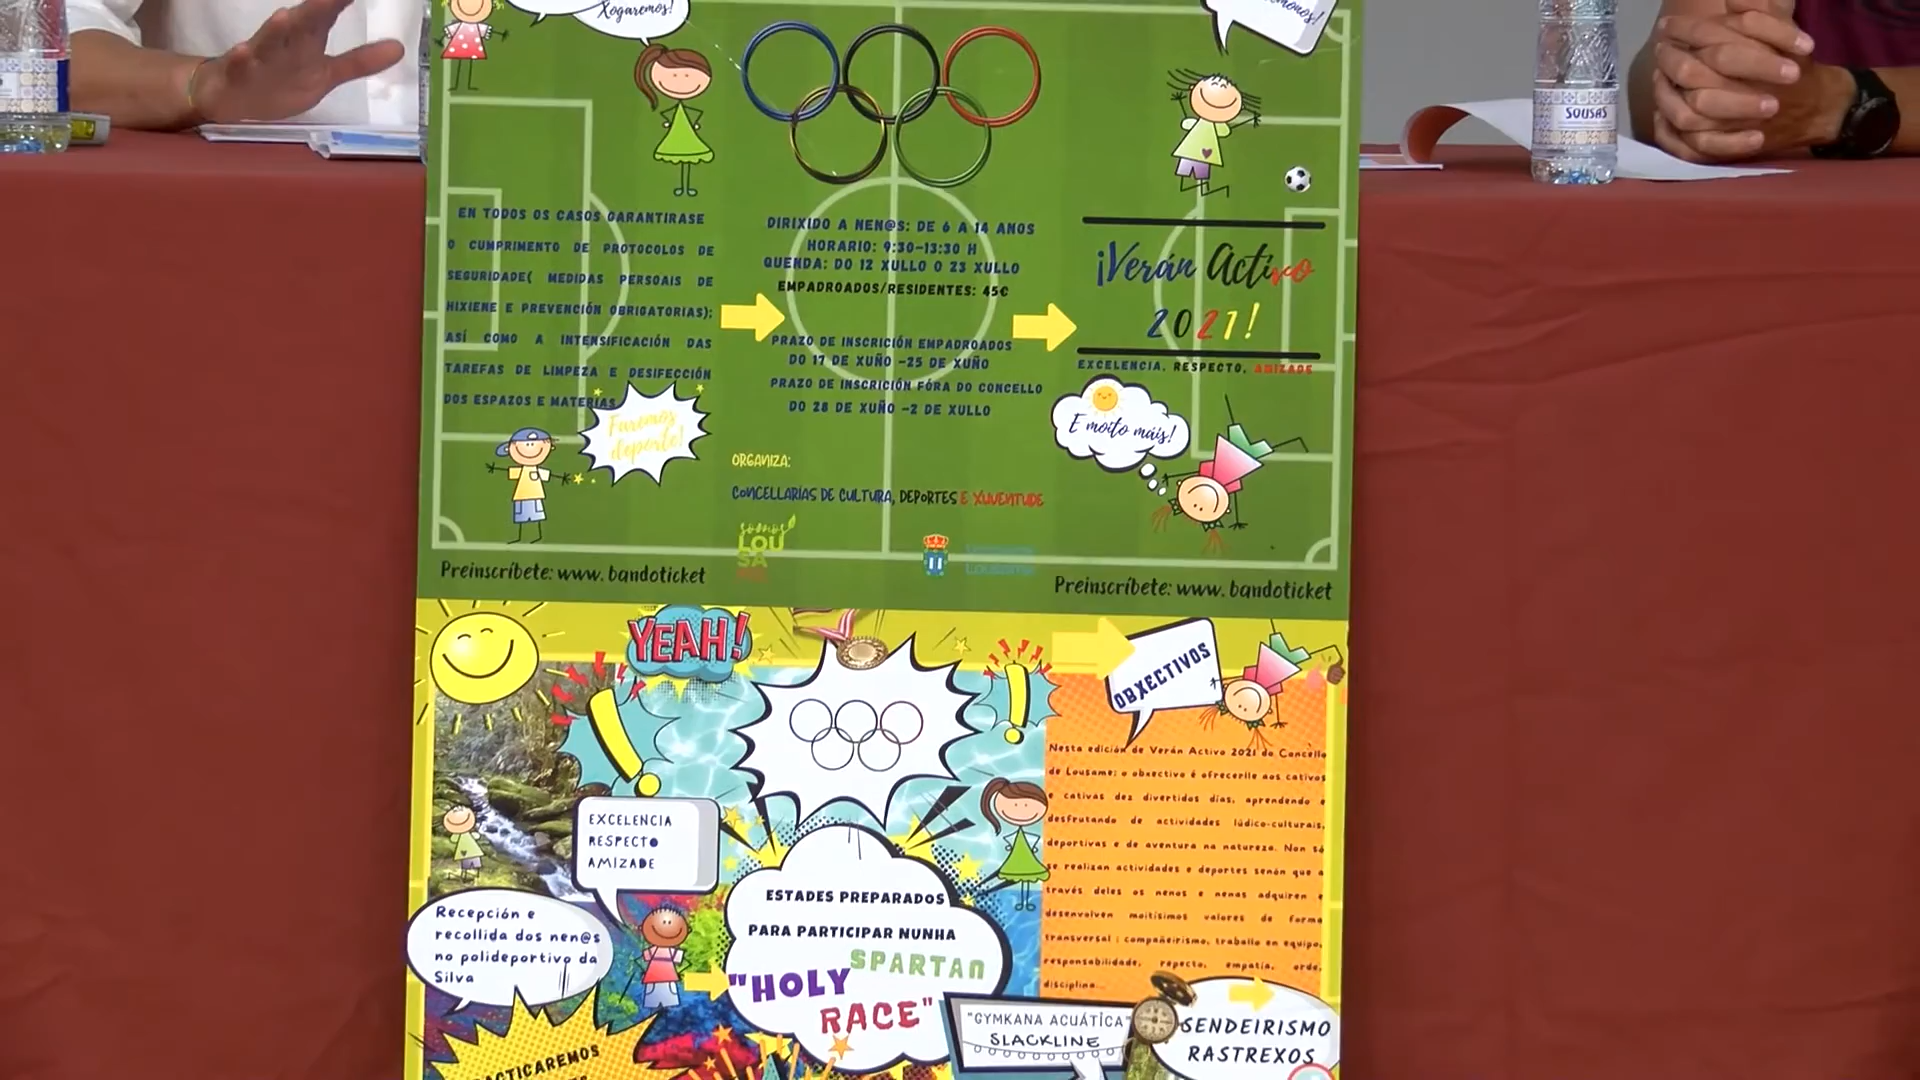 Xogaremos!
SOUSAS
EN TODOS OS CASOS GARANTIRASE
O CUMPRIMENTO DE PROTOCOLOS DE
SEGURIDADE( MEDIDAS PERSOAIS DE
HIXIENE E PREVENCIÓN OBRIGATORIAS);
ASÍ COMO A INTENSIFICACIÓN DAS
TAREFAS DE LIMPEZA E DESIFECCIÓN
DOS ESPAZOS E MATERIAS
Faremos
deporte!
DIRIXIDO A NEN@S: DE 6 A 14 ANOS
HORARIO: 9:30-13:30 H
QUENDA: DO 12 XULLO O 23 XULLO
EMPADROADOS/RESIDENTES: 45€
PRAZO DE INSCRICIÓN EMPADROADOS
DO 17 DE XUÑO -25 DE XUÑO
PRAZO DE INSCRICIÓN FÓRA DO CONCELLO
DO 28 DE XUÑO -2 DE XULLO
¡Verán Activo
2021!
EXCELENCIA, RESPECTO, AMIZADE
E moito máis!
ORGANIZA:
CONCELLARÍAS DE CULTURA, DEPORTES E XUVENTUDE
somos
LOU
SA
Lousame
Preinscríbete: www. bandoticket
Preinscríbete: www. bandoticket
YEAH!
OBXECTIVOS
Nesta edición de Verán Activo 2021 do Concello
de Lousame; o obxectivo é ofrecerlle aos cativos
e cativas dez divertidos días, aprendendo e
desfrutando de actividades lúdico-culturais,
deportivas e de aventura na natureza. Non só
se realizan actividades e deportes senón que a
través deles os nenos e nenas adquiren e
desenvolven moitísimos valores de forma
transversal ; compañeirismo, traballo en equipo,
responsabilidade, repecto, empatía, orde,
disciplina...
EXCELENCIA
RESPECTO
AMIZADE
Recepción e
recollida dos nen@s
no polideportivo da
Silva
ESTADES PREPARADOS
PARA PARTICIPAR NUNHA
SPARTAN
"HOLY
RACE"
"GYMKANA ACUÁTICA"
SLACKLINE
SENDEIRISMO
RASTREXOS